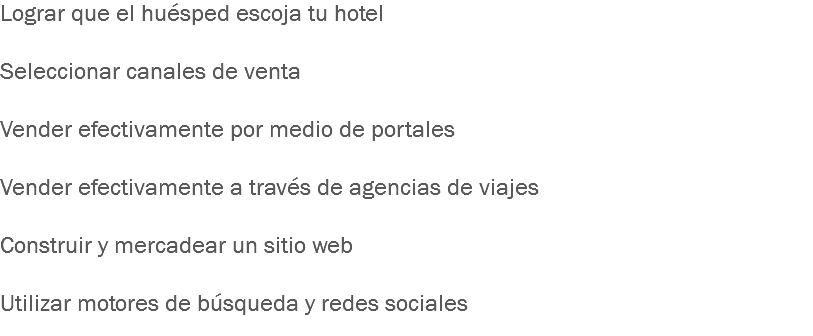 Lograr que el huésped escoja tu hotel
Seleccionar canales de venta
Vender efectivamente por medio de portales
Vender efectivamente a través de agencias de viajes
Construir y mercadear un sitio web
Utilizar motores de búsqueda y redes sociales